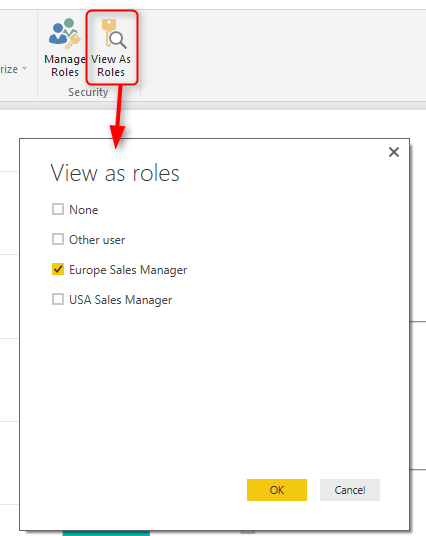 Manage View As
rize Roles Roles
Security
View as roles
None
Other user
Europe Sales Manager
USA Sales Manager
OK Cancel